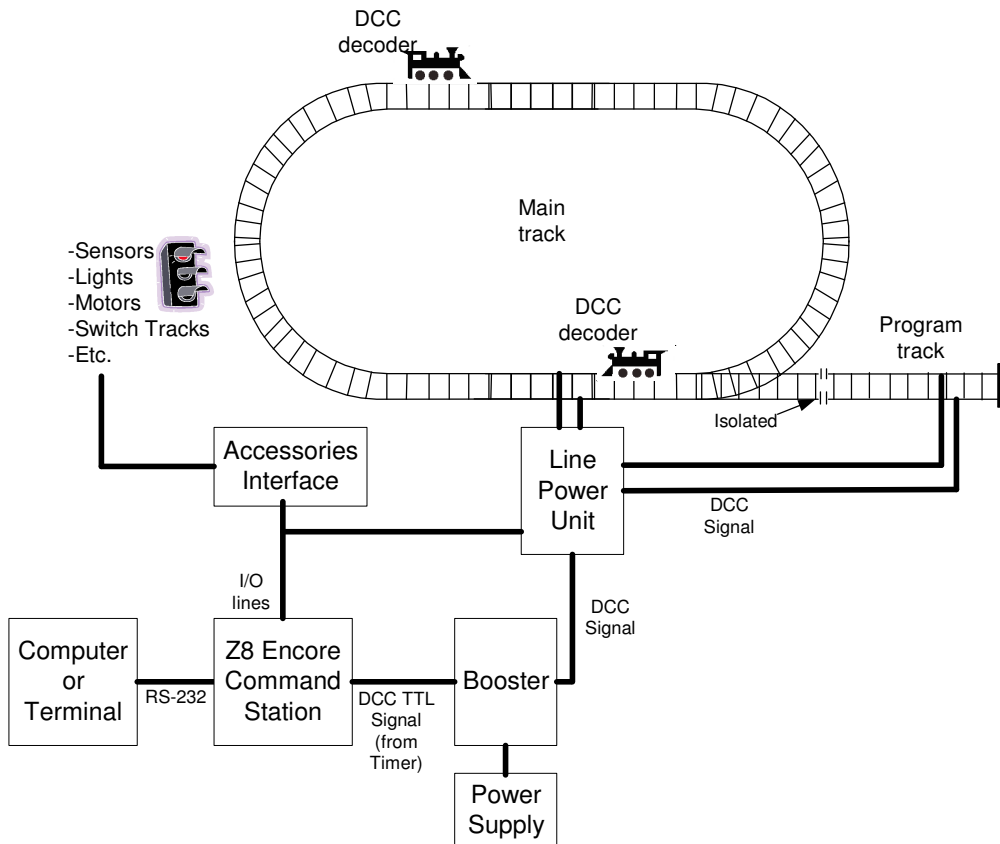 DCC
decoder
Main
track
-Sensors
-Lights
-Motors
-Switch Tracks
-Etc.
DCC
decoder
Program
track
Isolated
Accessories
Interface
Line
Power
Unit
DCC
Signal
I/O
lines
DCC
Signal
Computer
or
Terminal
RS-232
Z8 Encore
Command
Station
DCC TTL
Signal
(from
Timer)
Booster
Power
Supply